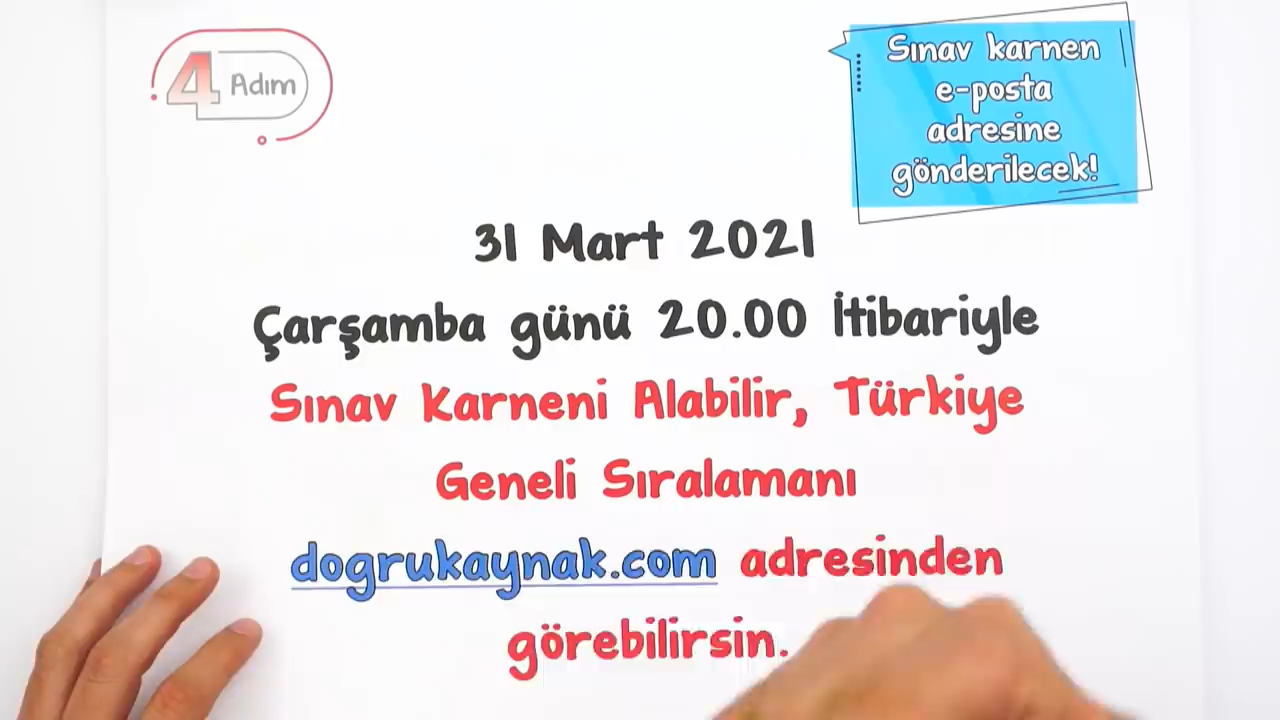 4 Adım
Sınav karnen
e-posta
adresine
gönderilecek!
31 Mart 2021
Çarşamba günü 20.00 İtibariyle
Sınav Karneni Alabilir, Türkiye
Geneli Sıralamanı
dogrukaynak.com adresinden
görebilirsin.